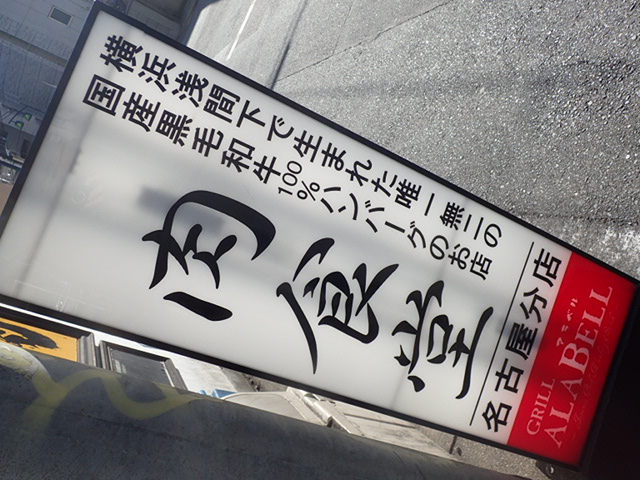 横浜浅間下で生まれた唯一無二の
国産黒毛和牛100%ハンバーグのお店
肉食堂
名古屋分店
アラベル
GRILL
ALABELL